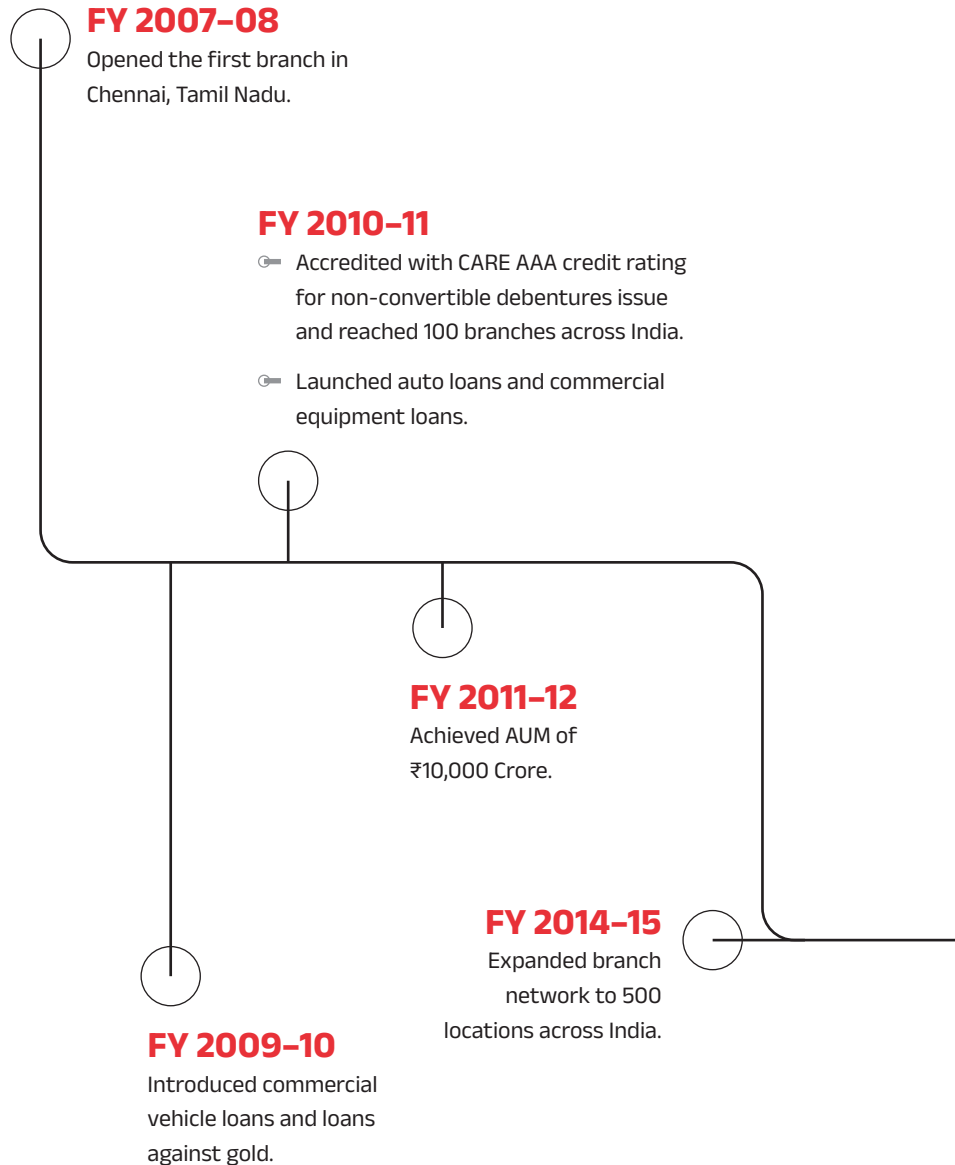 FY 2007–08
Opened the first branch in
Chennai, Tamil Nadu.
FY 2010–11
Accredited with CARE AAA credit rating
for non-convertible debentures issue
and reached 100 branches across India.
Launched auto loans and commercial
equipment loans.
FY 2011–12
Achieved AUM of
₹10,000 Crore.
FY 2014–15
Expanded branch
network to 500
locations across India.
FY 2009–10
Introduced commercial
vehicle loans and loans
against gold.